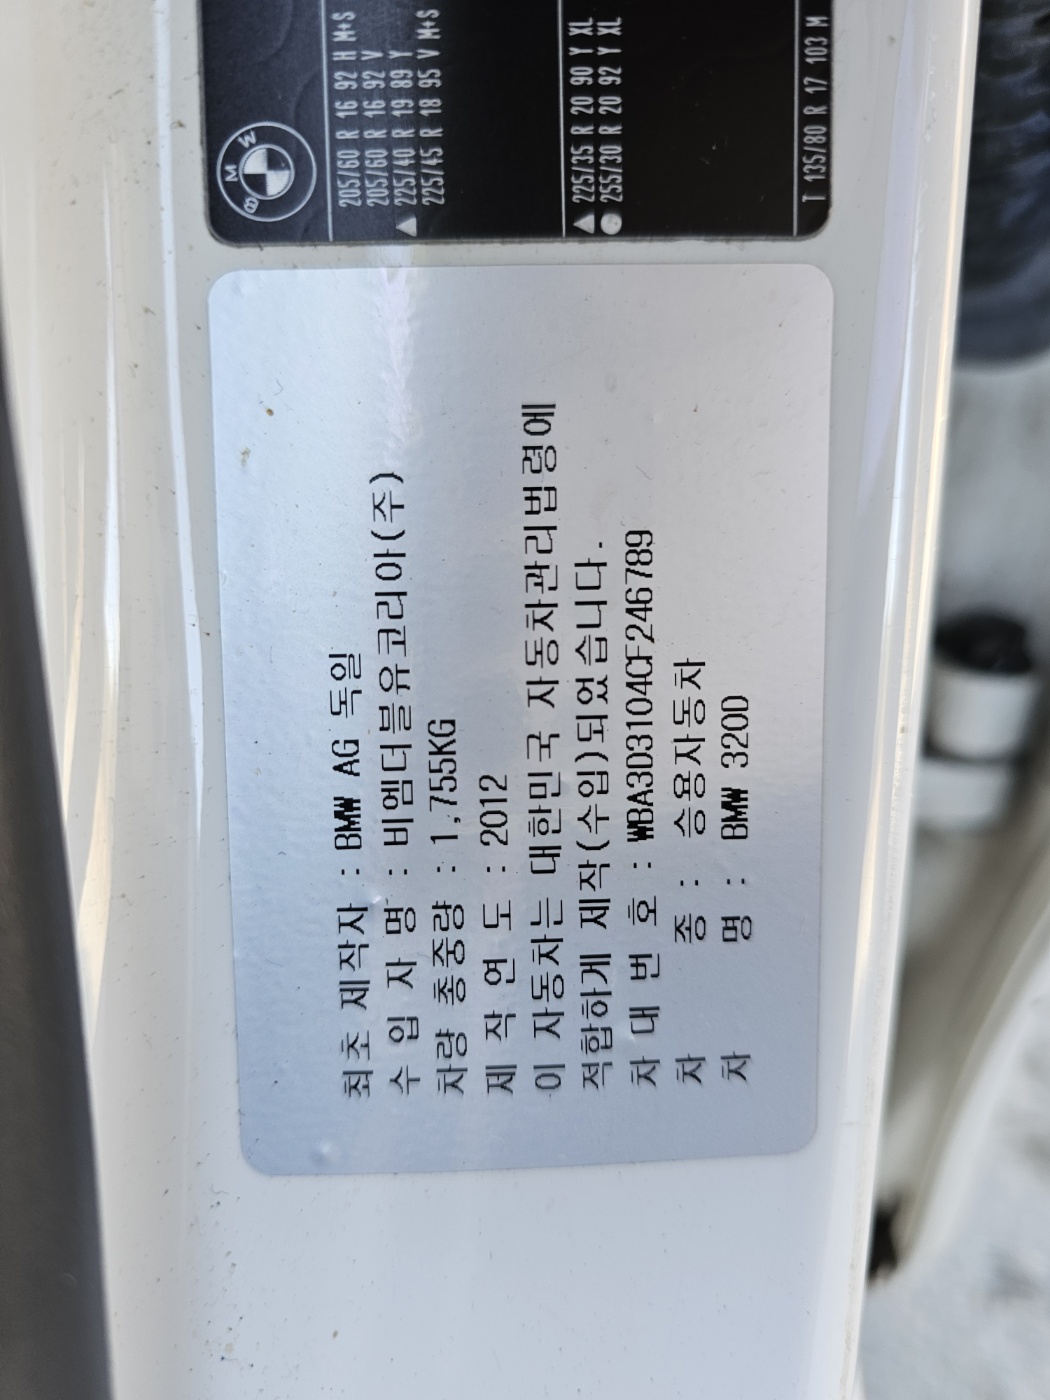 최초 제작자 : BMW AG 독일
수 입 자 명 : 비엠더블유코리아(주)
차량 총중량 : 1,755KG
제 작 연 도 : 2012
이 자동차는 대한민국 자동차관리법령에
적합하게 제작(수입)되었습니다.
차 대 번 호 : WBA3D3104CF246789
차 종 : 승용자동차
차 명 : BMW 320D
BMW
205/60 R 16 92 H M+S
205/60 R 16 92 V
▲ 225/40 R 19 89 Y
225/45 R 18 95 V M+S
▲ 225/35 R 20 90 Y XL
● 255/30 R 20 92 Y XL
T 135/80 R 17 103 M